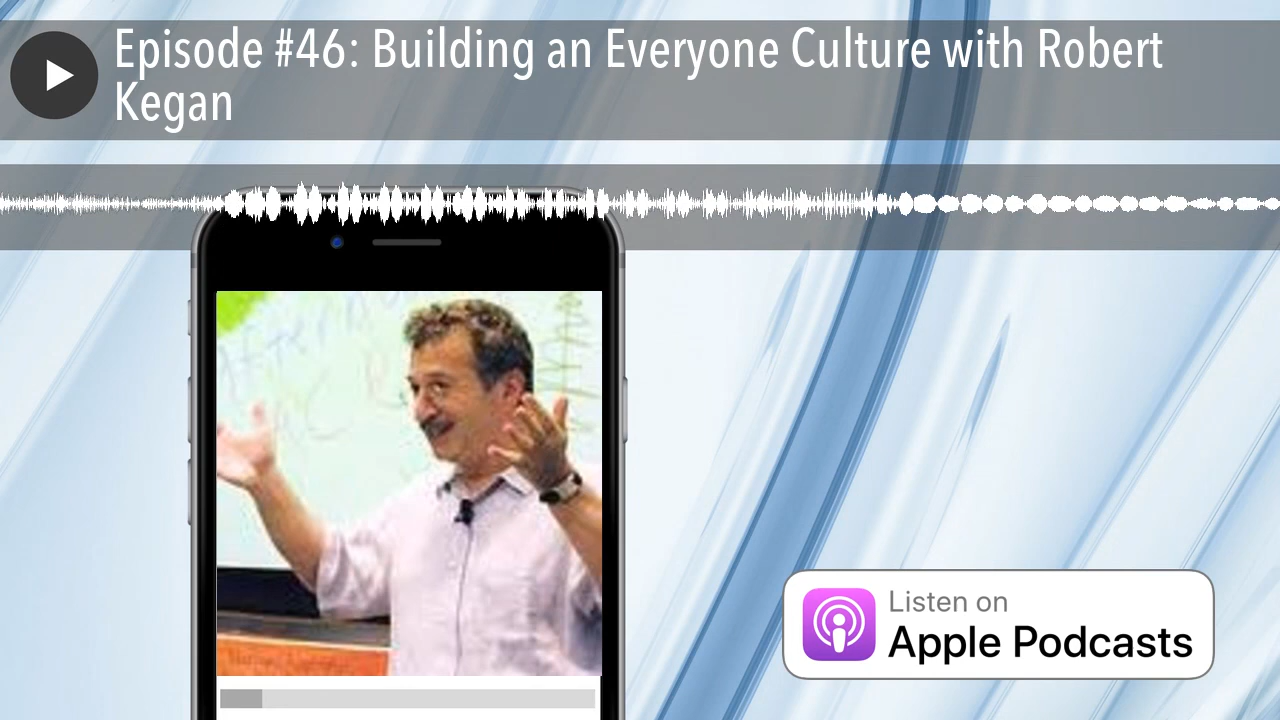 Episode #46: Building an Everyone Culture with Robert
Kegan
Listen on
Apple Podcasts